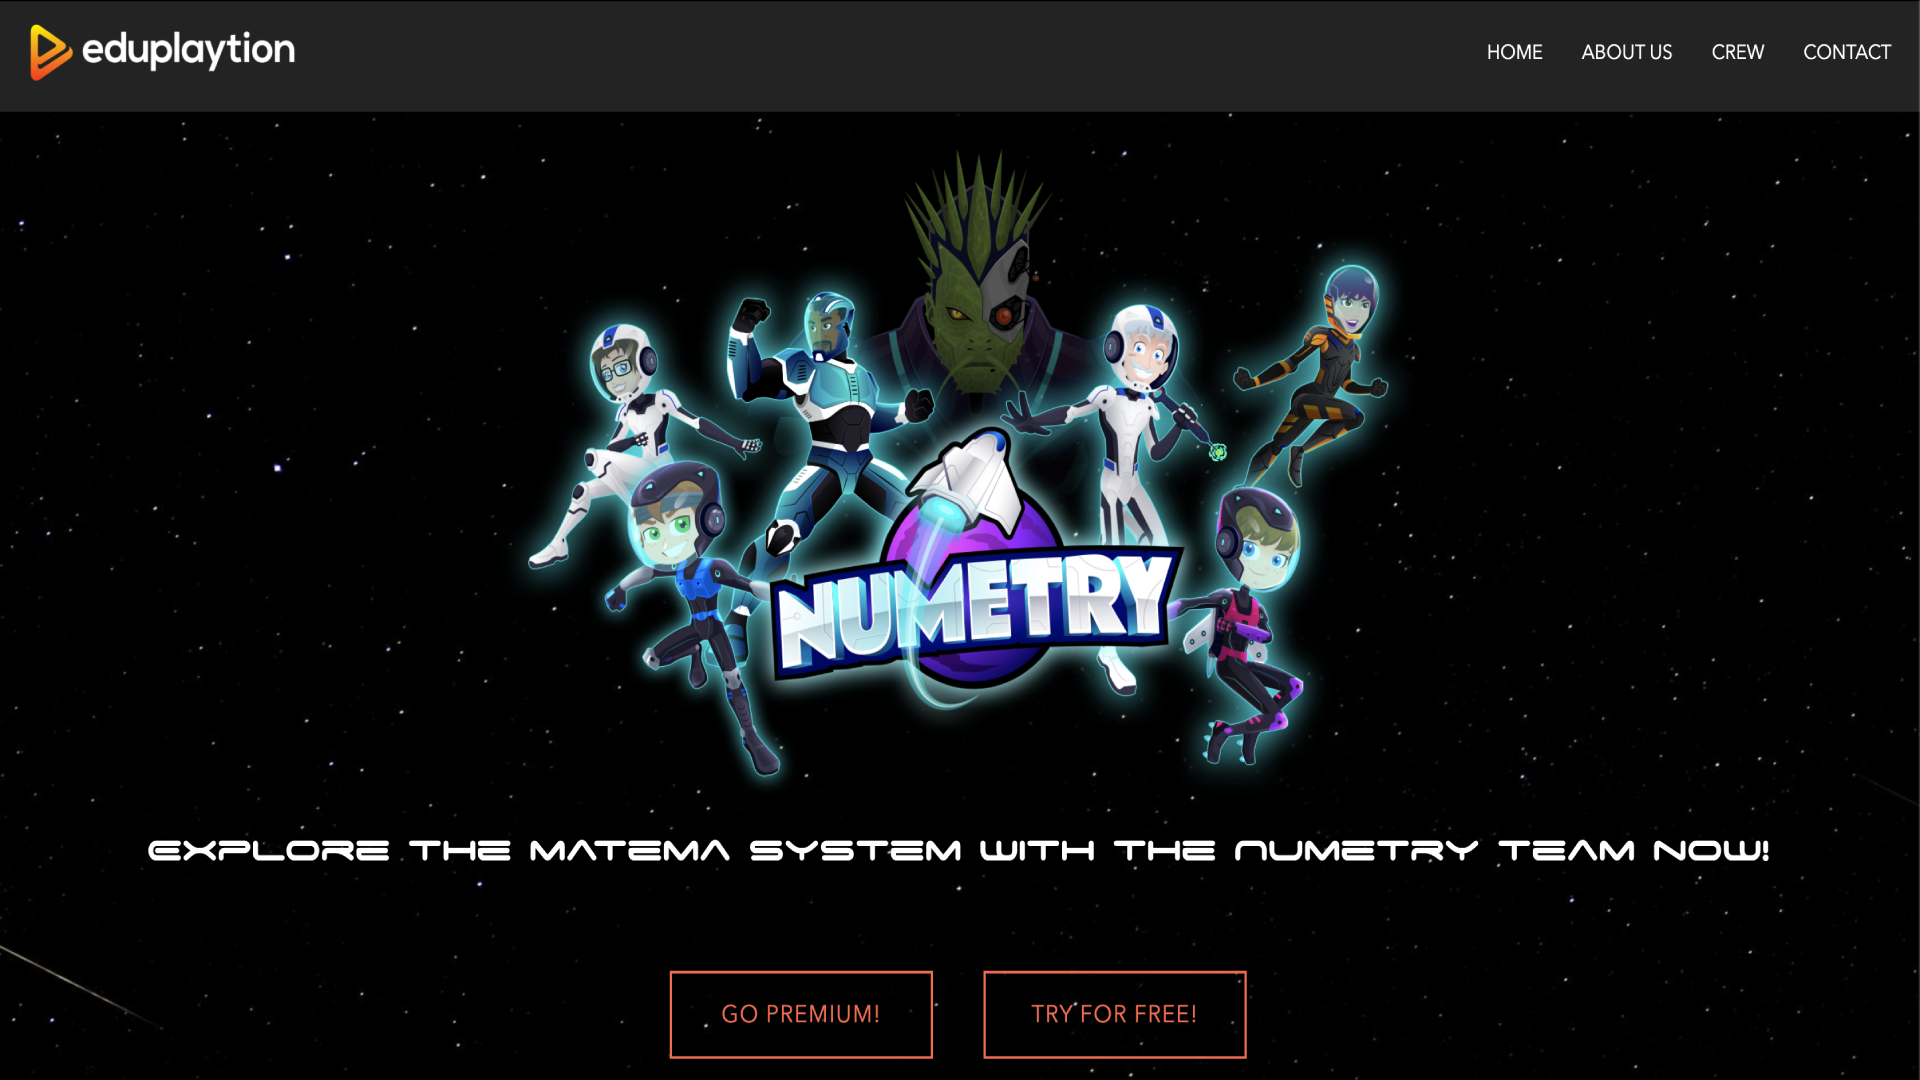 eduplaytion
HOME
ABOUT US
CREW
CONTACT
NUMETRY
EXPLORE THE MATEMA SYSTEM WITH THE NUMETRY TEAM NOW!
GO PREMIUM!
TRY FOR FREE!